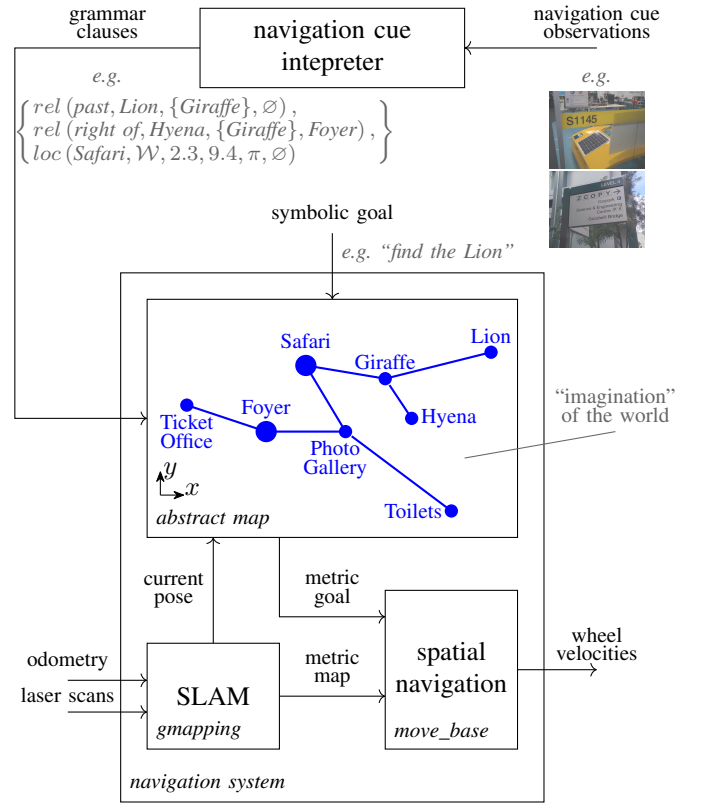 grammar
clauses
navigation cue
intepreter
navigation cue
observations
e.g.
e.g.
rel (past, Lion, {Giraffe}, ∅) ,
rel (right of, Hyena, {Giraffe}, Foyer) ,
loc (Safari, W, 2.3, 9.4, π, ∅)
S1145
LEVEL 4
ZCOPY →
symbolic goal
e.g. “find the Lion”
Safari
Lion
Giraffe
Foyer
Hyena
Ticket
Office
Photo
Gallery
Toilets
“imagination”
of the world
y
x
abstract map
current
pose
metric
goal
odometry
laser scans
SLAM
gmapping
metric
map
spatial
navigation
move_base
wheel
velocities
navigation system